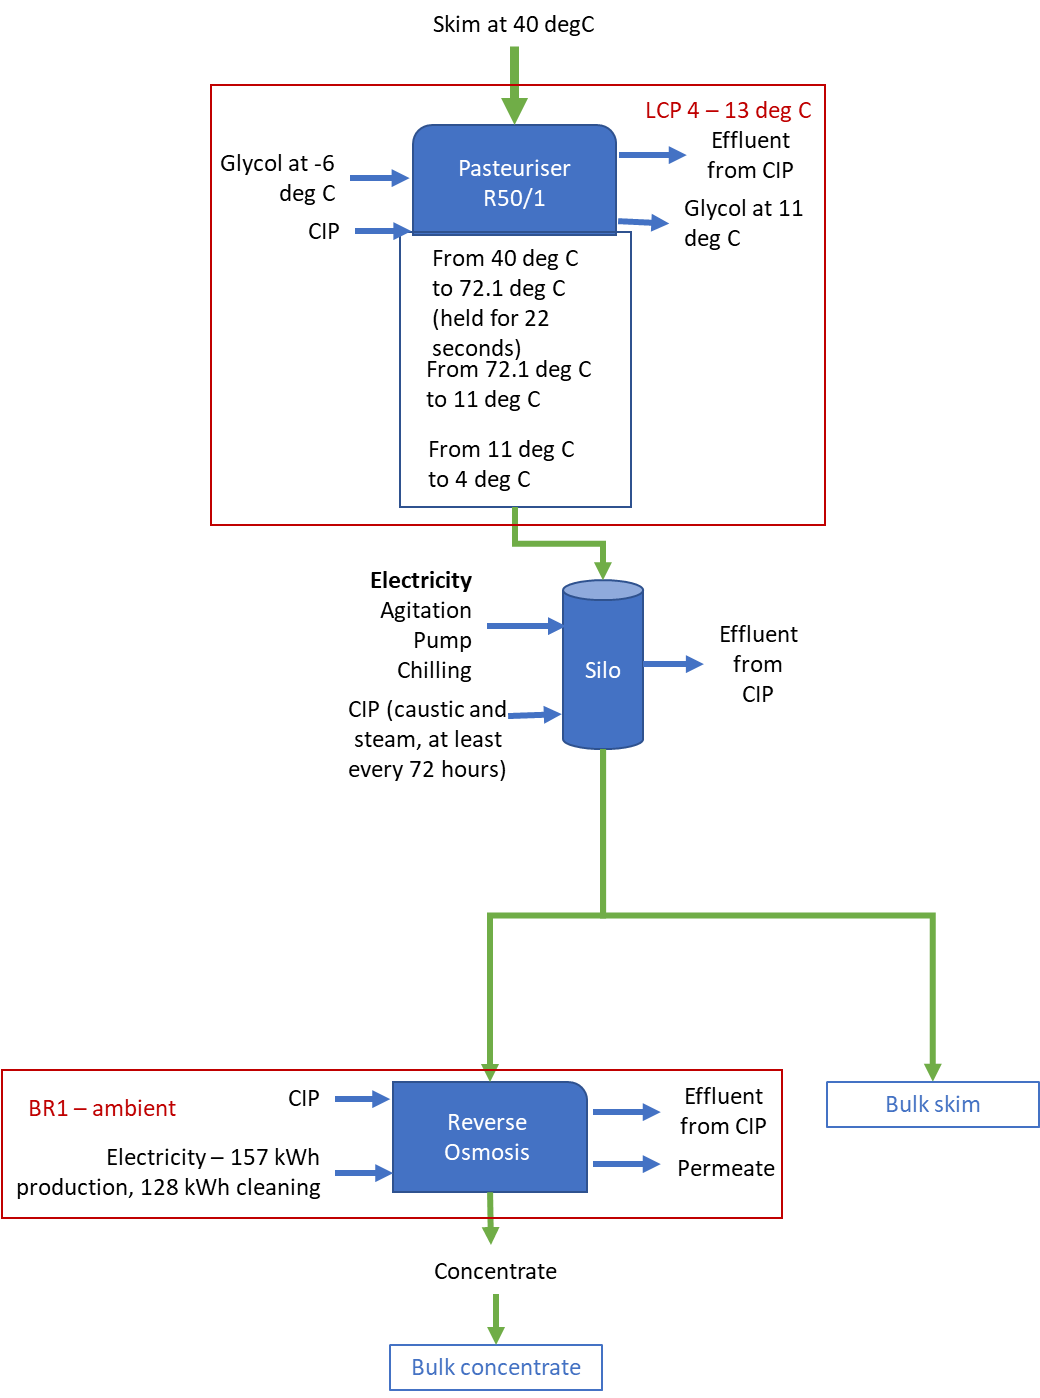 Skim at 40 degC
LCP 4 – 13 deg C
Effluent
from CIP
Pasteuriser
R50/1
Glycol at -6
deg C
Glycol at 11
deg C
CIP
From 40 deg C
to 72.1 deg C
(held for 22
seconds)
From 72.1 deg C
to 11 deg C
From 11 deg C
to 4 deg C
Electricity
Agitation
Pump
Chilling
CIP (caustic and
steam, at least
every 72 hours)
Silo
Effluent
from
CIP
BR1 – ambient
CIP
Electricity – 157 kWh
production, 128 kWh cleaning
Reverse
Osmosis
Effluent
from CIP
Permeate
Bulk skim
Concentrate
Bulk concentrate